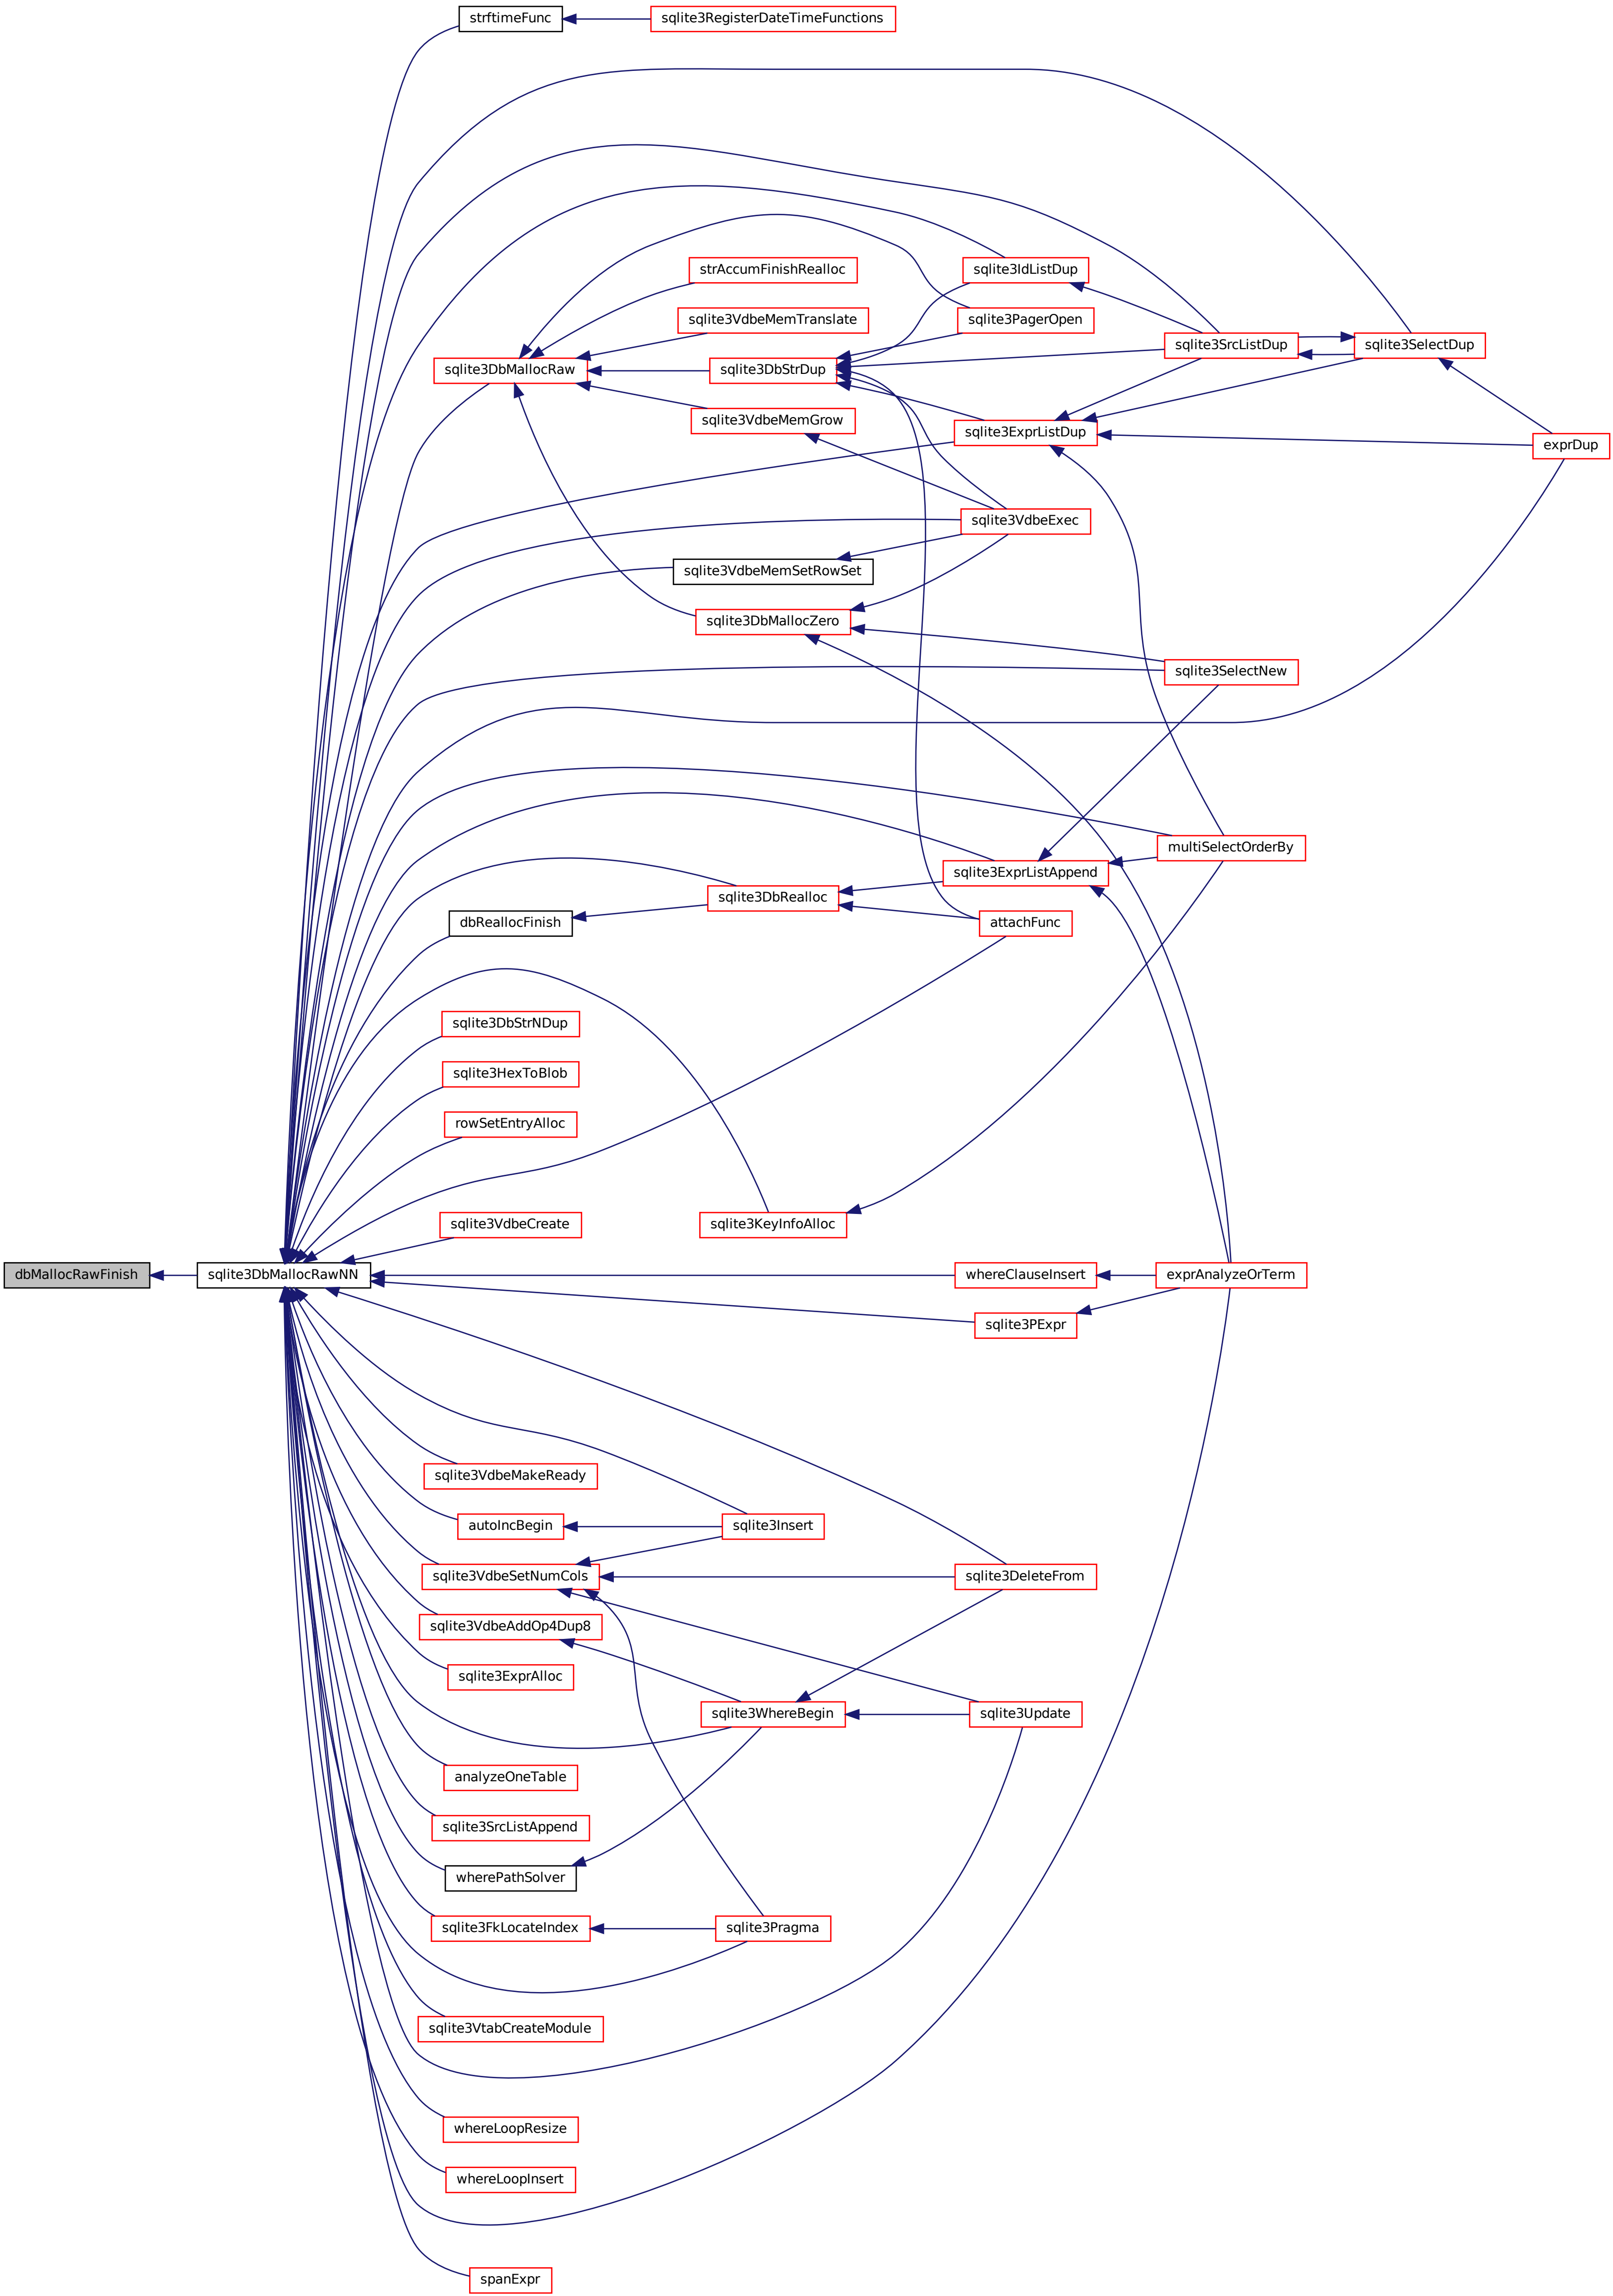 strftimeFunc
sqlite3RegisterDateTimeFunctions
strAccumFinishRealloc
sqlite3IdListDup
sqlite3VdbeMemTranslate
sqlite3PagerOpen
sqlite3SrcListDup
sqlite3SelectDup
sqlite3DbMallocRaw
sqlite3DbStrDup
sqlite3VdbeMemGrow
sqlite3ExprListDup
exprDup
sqlite3VdbeExec
sqlite3VdbeMemSetRowSet
sqlite3DbMallocZero
sqlite3SelectNew
multiSelectOrderBy
sqlite3ExprListAppend
sqlite3DbRealloc
dbReallocFinish
attachFunc
sqlite3DbStrNDup
sqlite3HexToBlob
rowSetEntryAlloc
sqlite3VdbeCreate
sqlite3KeyInfoAlloc
dbMallocRawFinish
sqlite3DbMallocRawNN
whereClauseInsert
exprAnalyzeOrTerm
sqlite3PExpr
sqlite3VdbeMakeReady
autoIncBegin
sqlite3Insert
sqlite3VdbeSetNumCols
sqlite3DeleteFrom
sqlite3VdbeAddOp4Dup8
sqlite3ExprAlloc
sqlite3WhereBegin
sqlite3Update
analyzeOneTable
sqlite3SrcListAppend
wherePathSolver
sqlite3FkLocateIndex
sqlite3Pragma
sqlite3VtabCreateModule
whereLoopResize
whereLoopInsert
spanExpr